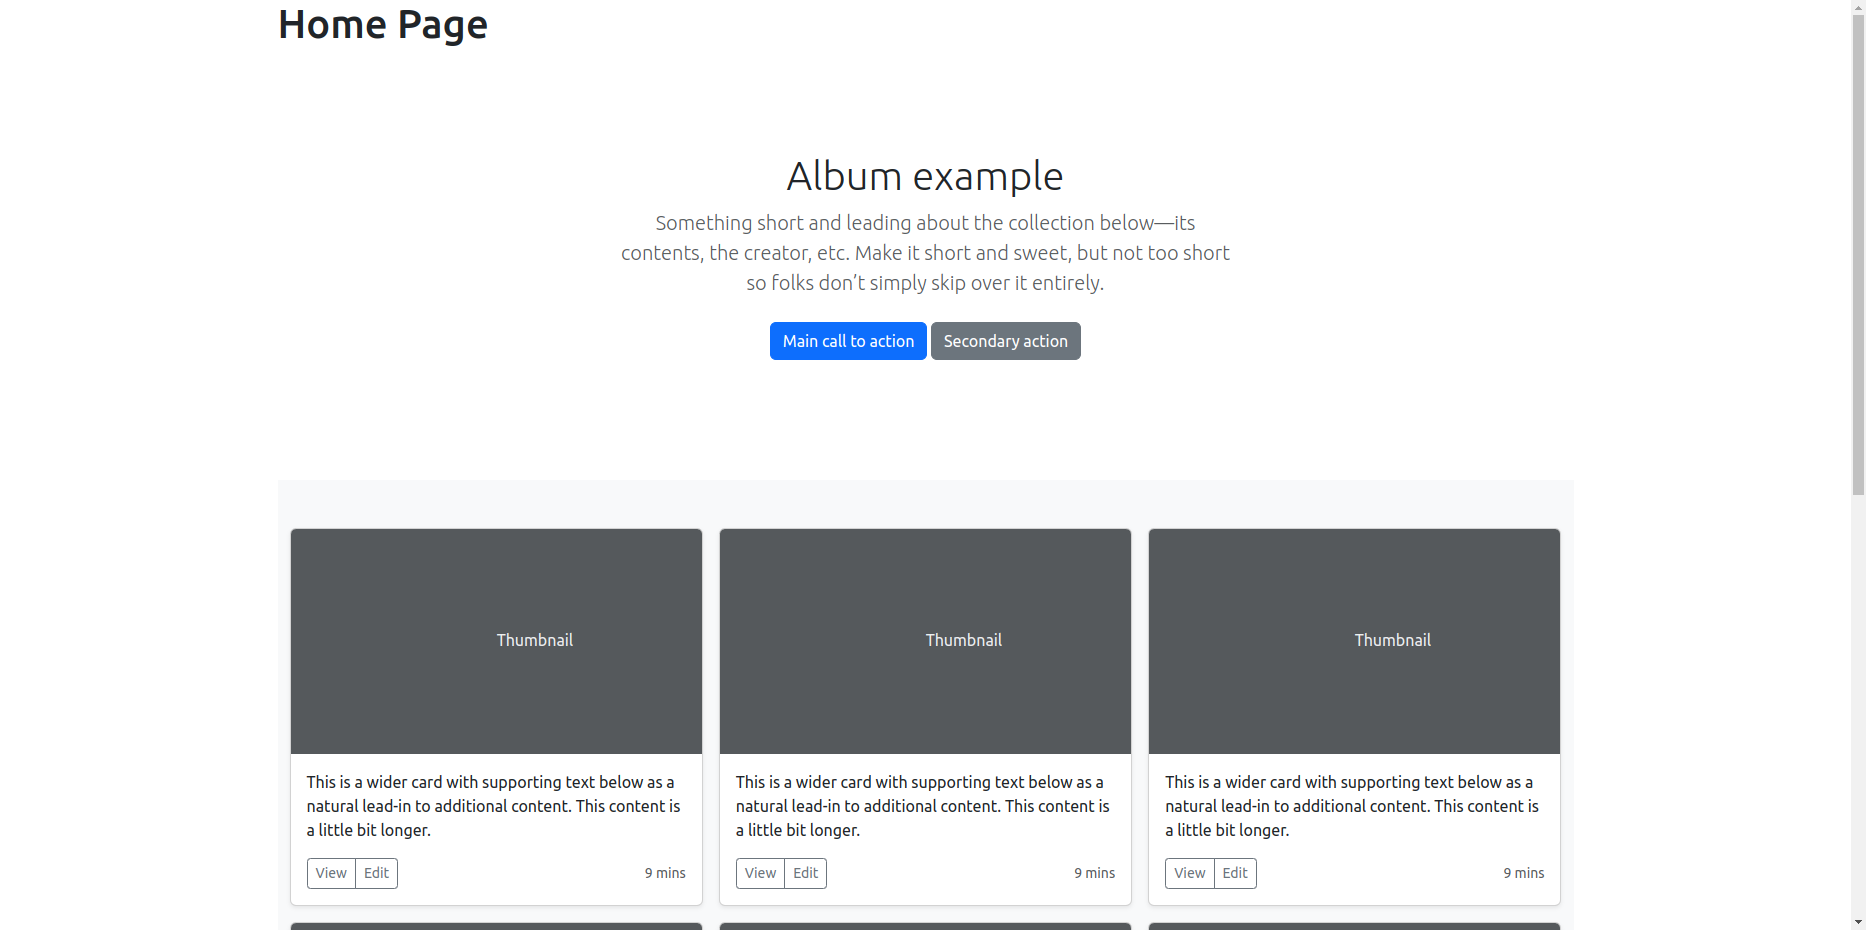 Home Page
Album example
Something short and leading about the collection below—its
contents, the creator, etc. Make it short and sweet, but not too short
so folks don’t simply skip over it entirely.
Main call to action Secondary action
Thumbnail Thumbnail Thumbnail
This is a wider card with supporting text below as a
natural lead-in to additional content. This content is
a little bit longer.
View Edit 9 mins
This is a wider card with supporting text below as a
natural lead-in to additional content. This content is
a little bit longer.
View Edit 9 mins
This is a wider card with supporting text below as a
natural lead-in to additional content. This content is
a little bit longer.
View Edit 9 mins